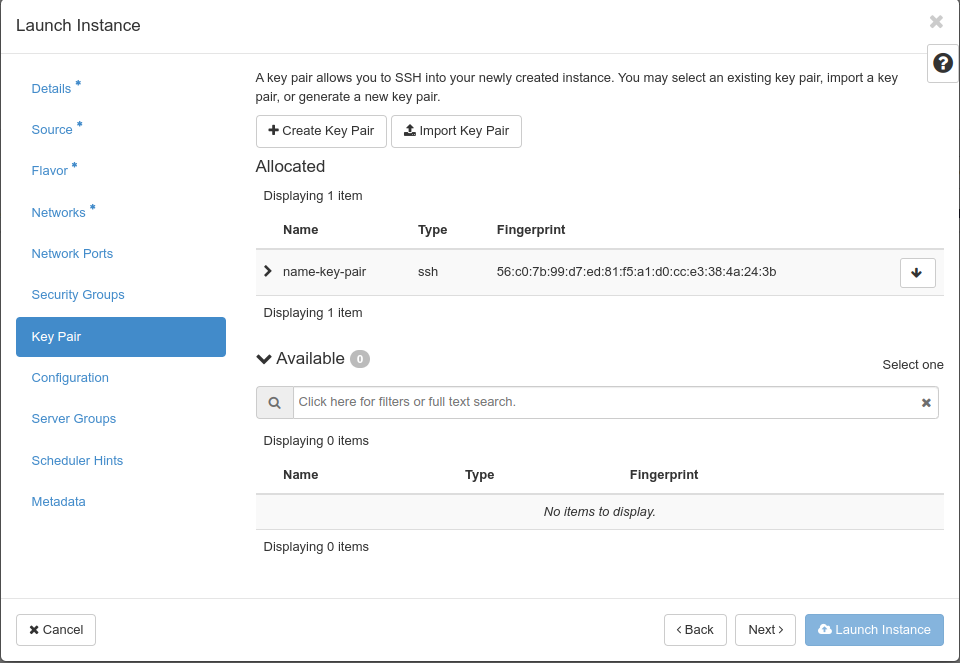 Launch Instance
Details *
Source *
Flavor *
Networks *
Network Ports
Security Groups
Key Pair
Configuration
Server Groups
Scheduler Hints
Metadata
A key pair allows you to SSH into your newly created instance. You may select an existing key pair, import a key
pair, or generate a new key pair.
Create Key Pair Import Key Pair
Allocated
Displaying 1 item
Name Type Fingerprint
name-key-pair ssh 56:c0:7b:99:d7:ed:81:f5:a1:d0:cc:e3:38:4a:24:3b
Displaying 1 item
Available 0
Select one
Click here for filters or full text search.
Displaying 0 items
Name Type Fingerprint
No items to display.
Displaying 0 items
Cancel
Back Next Launch Instance